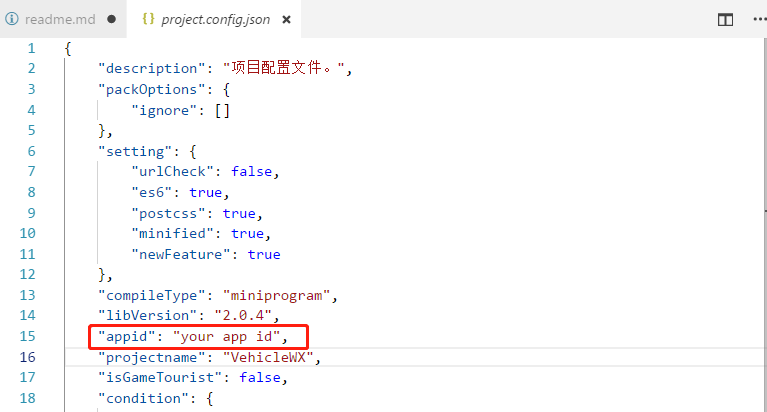 readme.md ●
{ } project.config.json ×
1 {
2 "description": "项目配置文件。",
3 "packOptions": {
4 "ignore": []
5 },
6 "setting": {
7 "urlCheck": false,
8 "es6": true,
9 "postcss": true,
10 "minified": true,
11 "newFeature": true
12 },
13 "compileType": "miniprogram",
14 "libVersion": "2.0.4",
15 "appid": "your app id",
16 "projectname": "VehicleWX",
17 "isGameTourist": false,
18 "condition": {